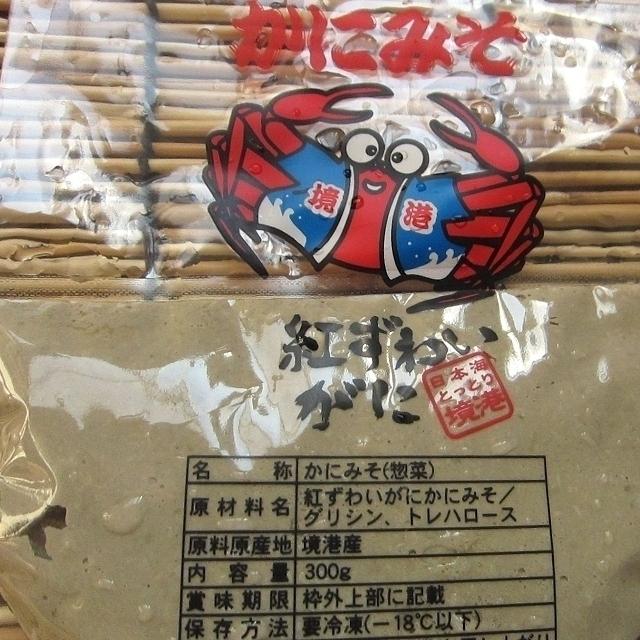 かにみそ
境港
紅ずわい
がに
日本海
とっとり
境港
名称 かにみそ(惣菜)
原材料名 紅ずわいがにかにみそ/
グリシン、トレハロース
原料原産地 境港産
内容量 300g
賞味期限 枠外上部に記載
保存方法 要冷凍(-18℃以下)